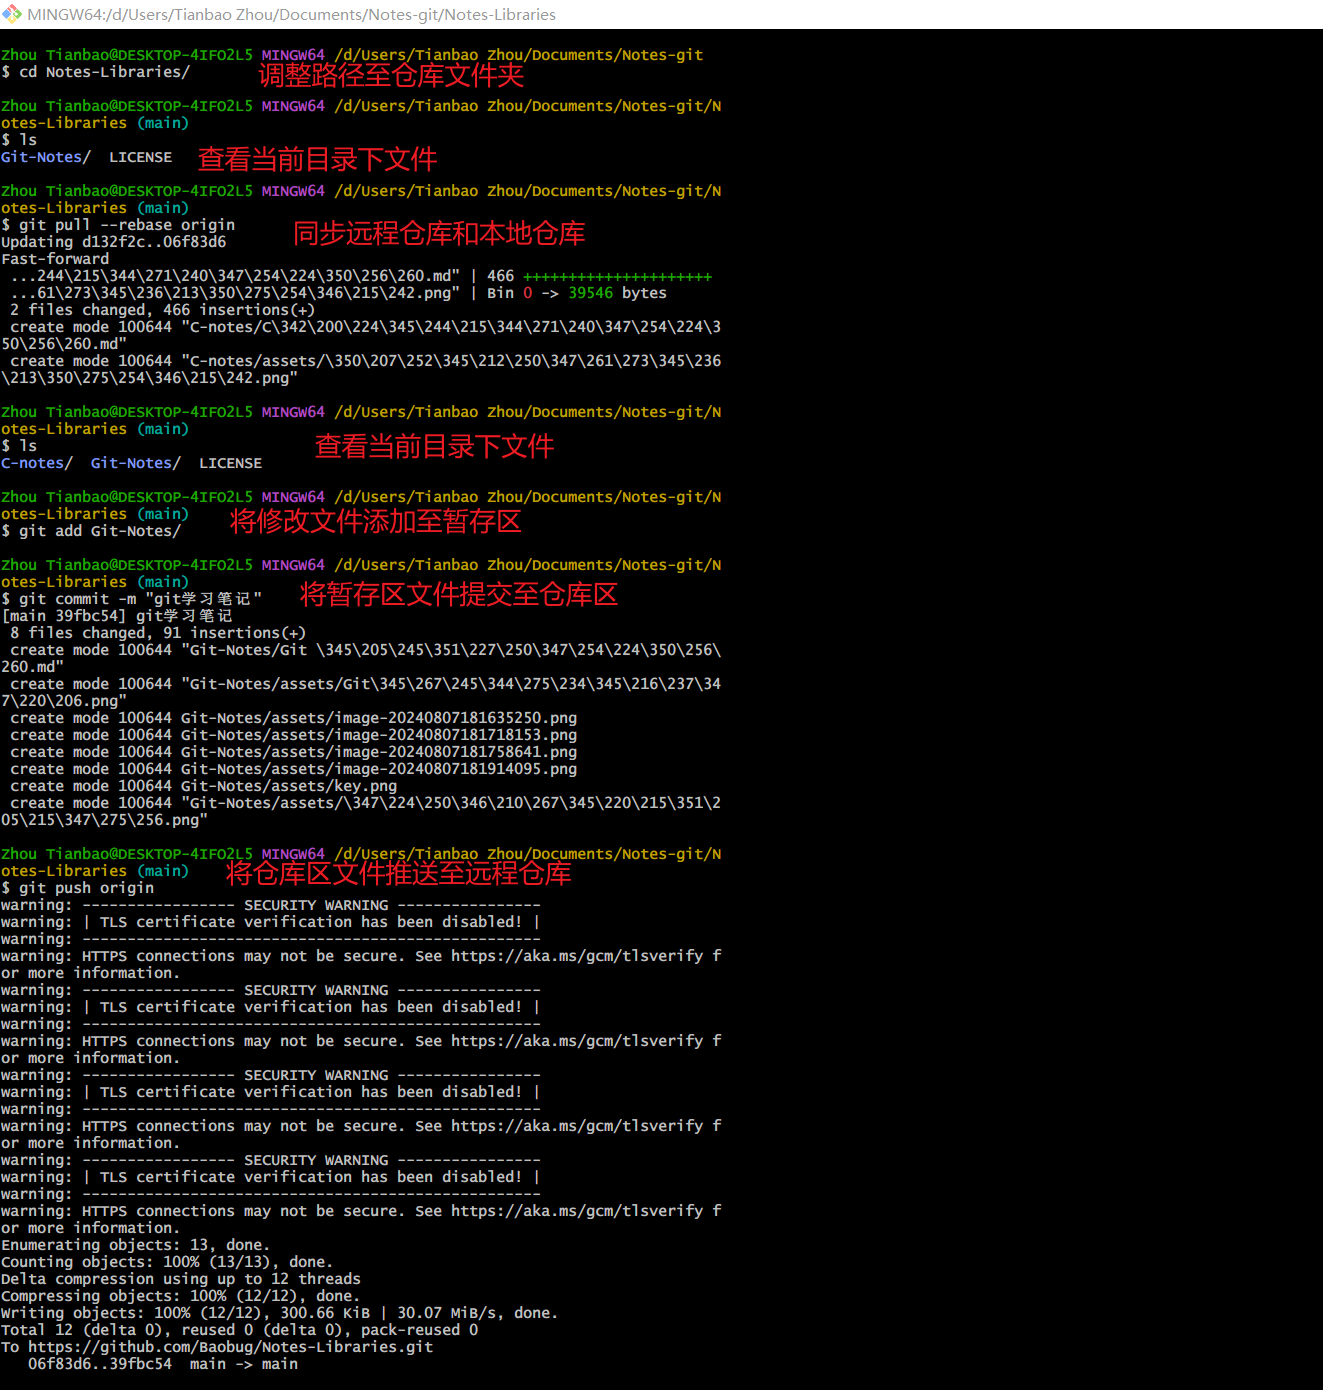 MINGW64:/d/Users/Tianbao Zhou/Documents/Notes-git/Notes-Libraries
Zhou Tianbao@DESKTOP-4IFO2L5 MINGW64 /d/Users/Tianbao Zhou/Documents/Notes-git
$ cd Notes-Libraries/
调整路径至仓库文件夹
Zhou Tianbao@DESKTOP-4IFO2L5 MINGW64 /d/Users/Tianbao Zhou/Documents/Notes-git/N
otes-Libraries (main)
$ ls
Git-Notes/  LICENSE
查看当前目录下文件
Zhou Tianbao@DESKTOP-4IFO2L5 MINGW64 /d/Users/Tianbao Zhou/Documents/Notes-git/N
otes-Libraries (main)
$ git pull --rebase origin
同步远程仓库和本地仓库
Updating d132f2c..06f83d6
Fast-forward
 ...244\215\344\271\240\347\254\224\350\256\260.md" | 466 +++++++++++++++++++++
 ...61\273\345\236\213\350\275\254\346\215\242.png" | Bin 0 -> 39546 bytes
 2 files changed, 466 insertions(+)
 create mode 100644 "C-notes/C\342\200\224\345\244\215\344\271\240\347\254\224\3
50\256\260.md"
 create mode 100644 "C-notes/assets/\350\207\252\345\212\250\347\261\273\345\236
\213\350\275\254\346\215\242.png"
Zhou Tianbao@DESKTOP-4IFO2L5 MINGW64 /d/Users/Tianbao Zhou/Documents/Notes-git/N
otes-Libraries (main)
$ ls
查看当前目录下文件
C-notes/  Git-Notes/  LICENSE
Zhou Tianbao@DESKTOP-4IFO2L5 MINGW64 /d/Users/Tianbao Zhou/Documents/Notes-git/N
otes-Libraries (main)
将修改文件添加至暂存区
$ git add Git-Notes/
Zhou Tianbao@DESKTOP-4IFO2L5 MINGW64 /d/Users/Tianbao Zhou/Documents/Notes-git/N
otes-Libraries (main)
$ git commit -m "git学习笔记"
将暂存区文件提交至仓库区
[main 39fbc54] git学习笔记
 8 files changed, 91 insertions(+)
 create mode 100644 "Git-Notes/Git \345\205\245\351\227\250\347\254\224\350\256\
260.md"
 create mode 100644 "Git-Notes/assets/Git\345\267\245\344\275\234\345\216\237\34
7\220\206.png"
 create mode 100644 Git-Notes/assets/image-20240807181635250.png
 create mode 100644 Git-Notes/assets/image-20240807181718153.png
 create mode 100644 Git-Notes/assets/image-20240807181758641.png
 create mode 100644 Git-Notes/assets/image-20240807181914095.png
 create mode 100644 Git-Notes/assets/key.png
 create mode 100644 "Git-Notes/assets/\347\224\250\346\210\267\345\220\215\351\2
05\215\347\275\256.png"
Zhou Tianbao@DESKTOP-4IFO2L5 MINGW64 /d/Users/Tianbao Zhou/Documents/Notes-git/N
otes-Libraries (main)
将仓库区文件推送至远程仓库
$ git push origin
warning: ----------------- SECURITY WARNING ----------------
warning: | TLS certificate verification has been disabled! |
warning: ---------------------------------------------------
warning: HTTPS connections may not be secure. See https://aka.ms/gcm/tlsverify f
or more information.
warning: ----------------- SECURITY WARNING ----------------
warning: | TLS certificate verification has been disabled! |
warning: ---------------------------------------------------
warning: HTTPS connections may not be secure. See https://aka.ms/gcm/tlsverify f
or more information.
warning: ----------------- SECURITY WARNING ----------------
warning: | TLS certificate verification has been disabled! |
warning: ---------------------------------------------------
warning: HTTPS connections may not be secure. See https://aka.ms/gcm/tlsverify f
or more information.
warning: ----------------- SECURITY WARNING ----------------
warning: | TLS certificate verification has been disabled! |
warning: ---------------------------------------------------
warning: HTTPS connections may not be secure. See https://aka.ms/gcm/tlsverify f
or more information.
Enumerating objects: 13, done.
Counting objects: 100% (13/13), done.
Delta compression using up to 12 threads
Compressing objects: 100% (12/12), done.
Writing objects: 100% (12/12), 300.66 KiB | 30.07 MiB/s, done.
Total 12 (delta 0), reused 0 (delta 0), pack-reused 0
To https://github.com/Baobug/Notes-Libraries.git
   06f83d6..39fbc54  main -> main